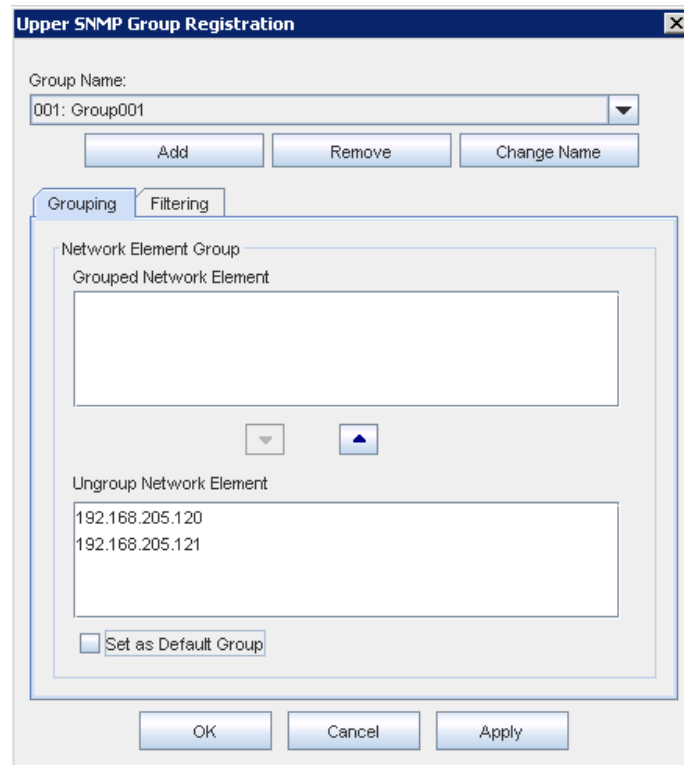 Upper SNMP Group Registration
Group Name:
001: Group001
Add Remove Change Name
Grouping Filtering
Network Element Group
Grouped Network Element
Ungroup Network Element
192.168.205.120
192.168.205.121
Set as Default Group
OK Cancel Apply